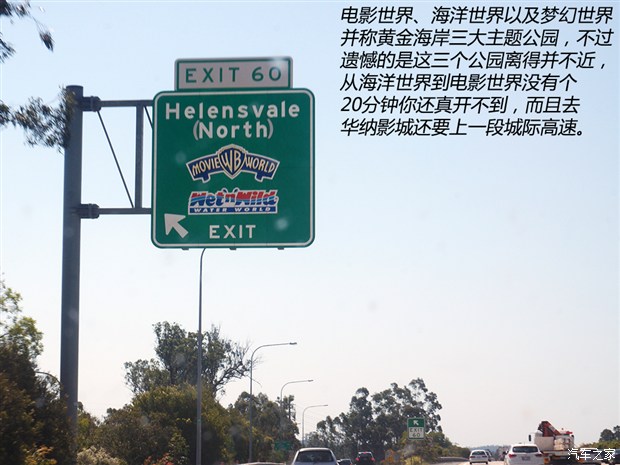 电影世界、海洋世界以及梦幻世界
并称黄金海岸三大主题公园，不过
遗憾的是这三个公园离得并不近，
从海洋世界到电影世界没有个
20分钟你还真开不到，而且去
华纳影城还要上一段城际高速。
EXIT 60
Helensvale
(North)
MOVIE WB WORLD
Wet'n'Wild
WATER WORLD
EXIT
EXIT
汽车之家